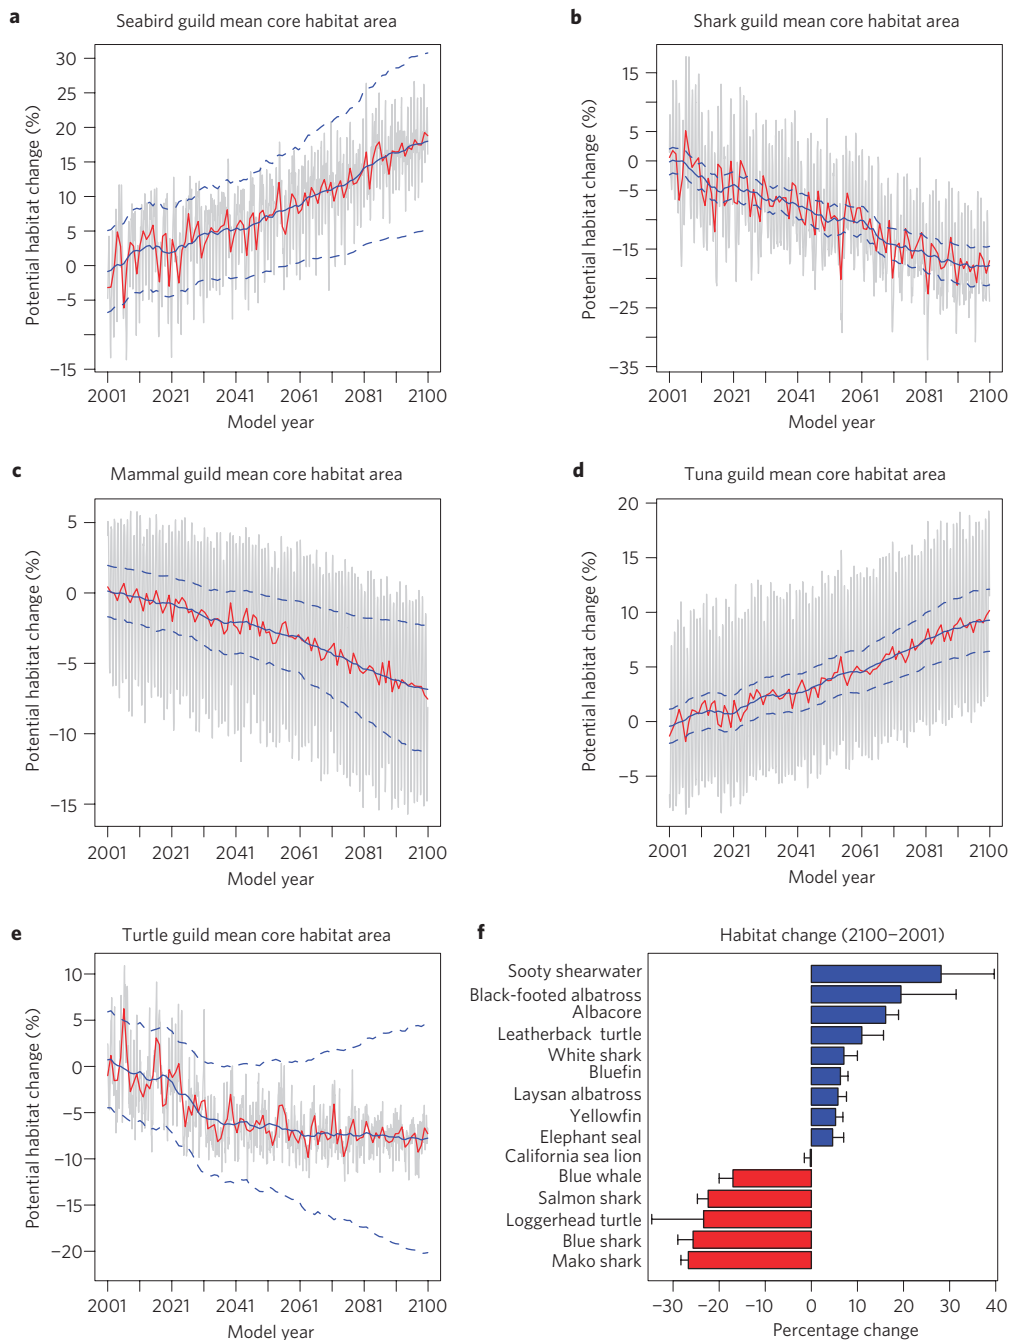 a
Seabird guild mean core habitat area
Potential habitat change (%)
30
25
20
15
10
5
0
−5
−15
2001 2021 2041 2061 2081 2100
Model year
b
Shark guild mean core habitat area
Potential habitat change (%)
15
5
0
−5
−15
−25
−35
2001 2021 2041 2061 2081 2100
Model year
c
Mammal guild mean core habitat area
Potential habitat change (%)
5
0
−5
−10
−15
2001 2021 2041 2061 2081 2100
Model year
d
Tuna guild mean core habitat area
Potential habitat change (%)
20
15
10
5
0
−5
2001 2021 2041 2061 2081 2100
Model year
e
Turtle guild mean core habitat area
Potential habitat change (%)
10
5
0
−5
−10
−15
−20
2001 2021 2041 2061 2081 2100
Model year
f
Habitat change (2100−2001)
Sooty shearwater
Black-footed albatross
Albacore
Leatherback turtle
White shark
Bluefin
Laysan albatross
Yellowfin
Elephant seal
California sea lion
Blue whale
Salmon shark
Loggerhead turtle
Blue shark
Mako shark
−30 −20 −10 0 10 20 30 40
Percentage change